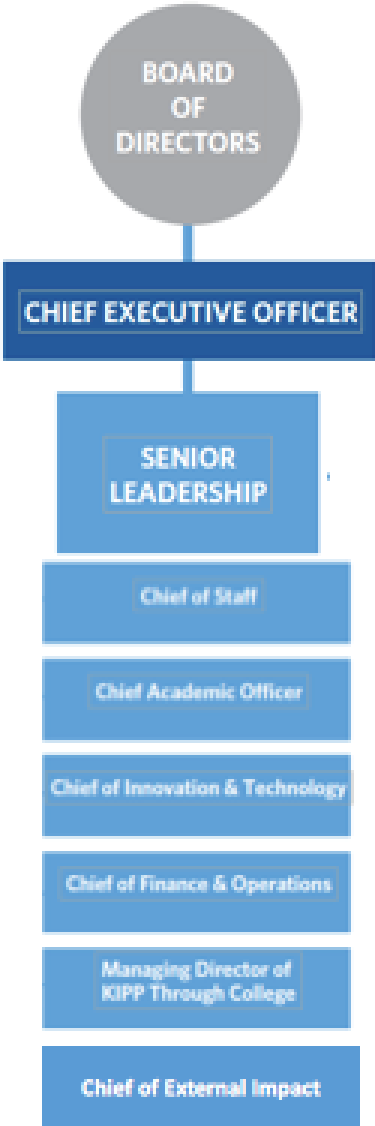 BOARD
OF
DIRECTORS
CHIEF EXECUTIVE OFFICER
SENIOR
LEADERSHIP
Chief of Staff
Chief Academic Officer
Chief of Innovation & Technology
Chief of Finance & Operations
Managing Director of
KIPP Through College
Chief of External Impact